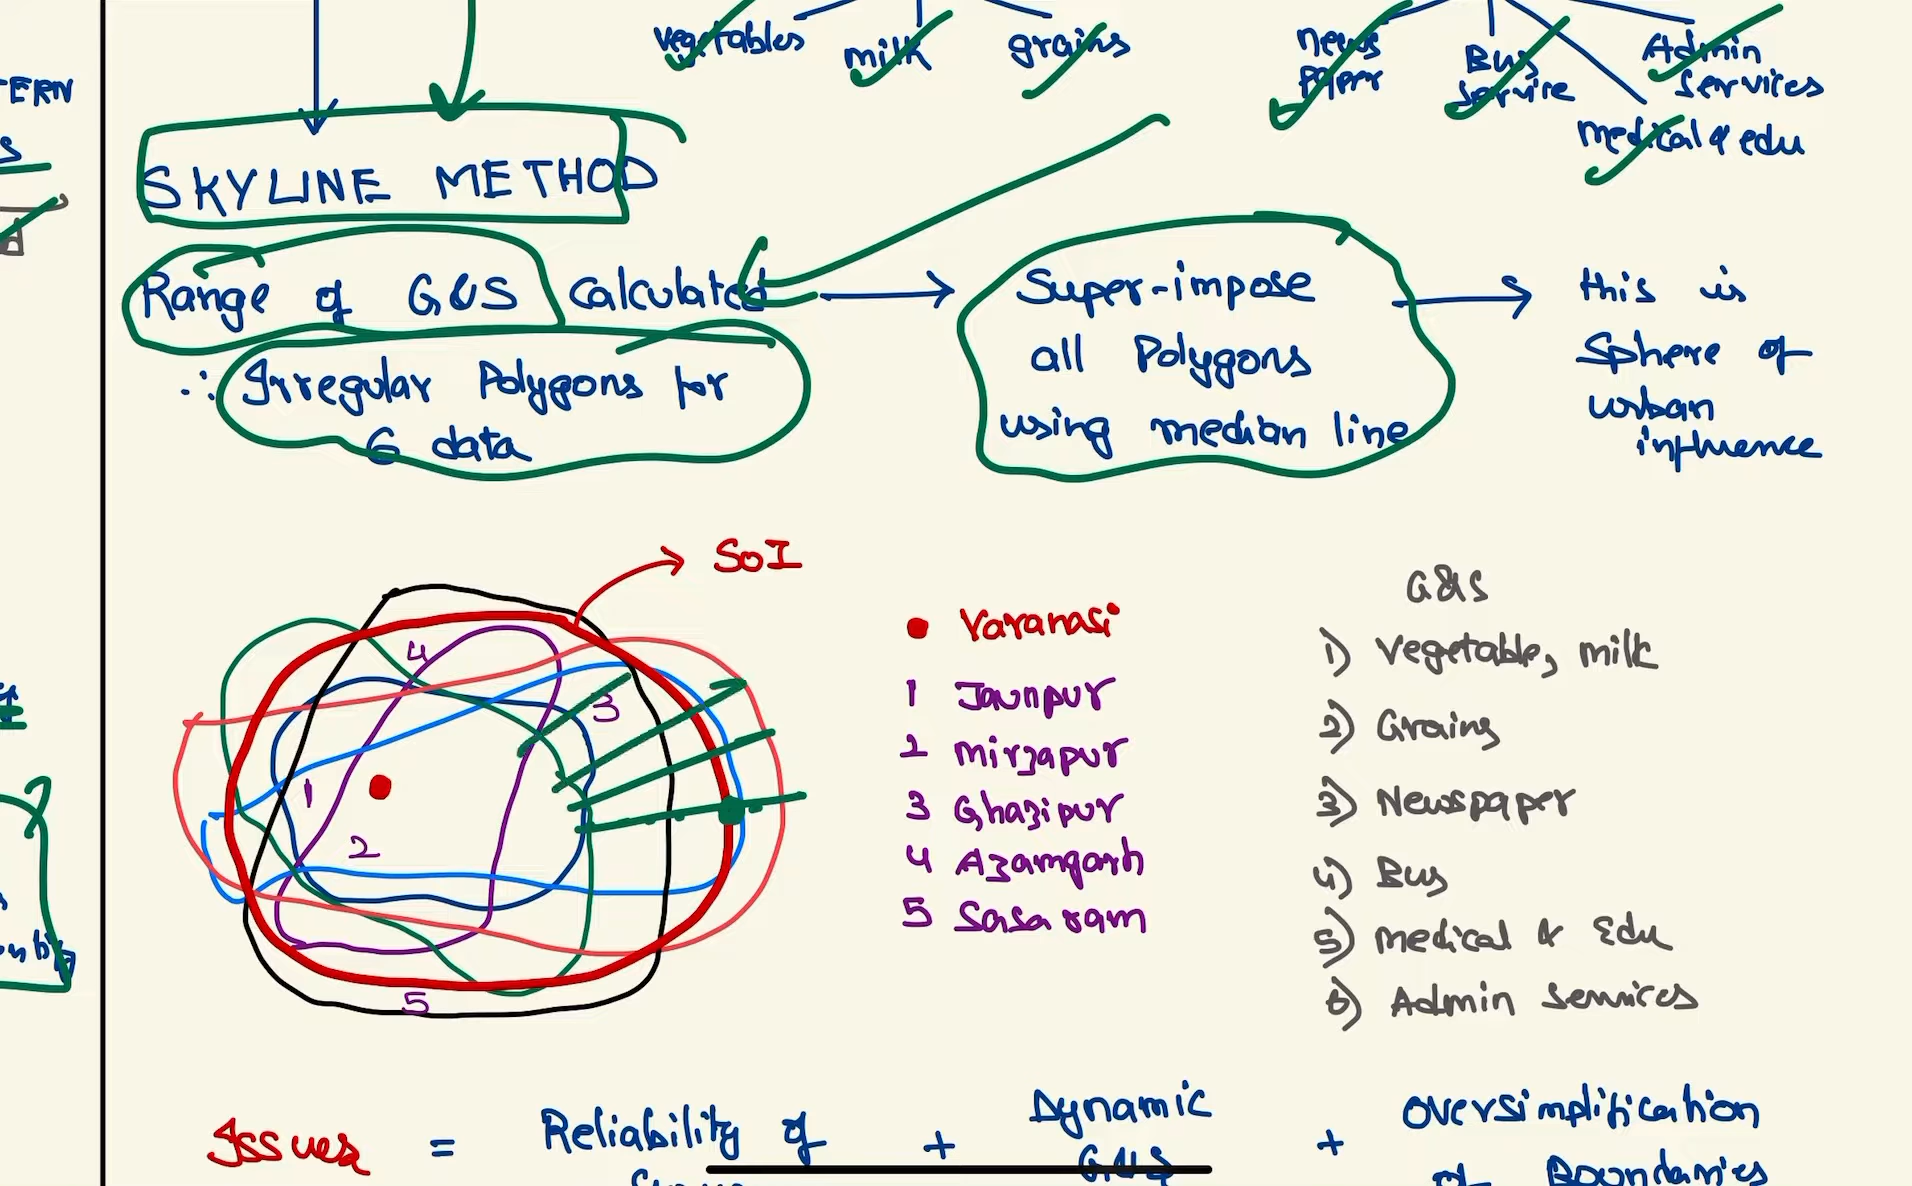 TERN
s
vegetables
milk
grains
news
paper
Bus
service
Admin
Services
medical & edu
SKYLINE METHOD
Range of G&S calculated
∴ Irregular Polygons for
6 data
Super-impose
all Polygons
using median line
this is
Sphere of
urban
influence
SOI
4
3
1
2
5
• Varanasi
1 Jaunpur
2 Mirzapur
3 Ghazipur
4 Azamgarh
5 Sasaram
G&S
1) Vegetable, milk
2) Grains
3) Newspaper
4) Bus
5) Medical & Edu
6) Admin Services
Issues = Reliability of + Dynamic + Oversimplification
G&S
of Boundaries